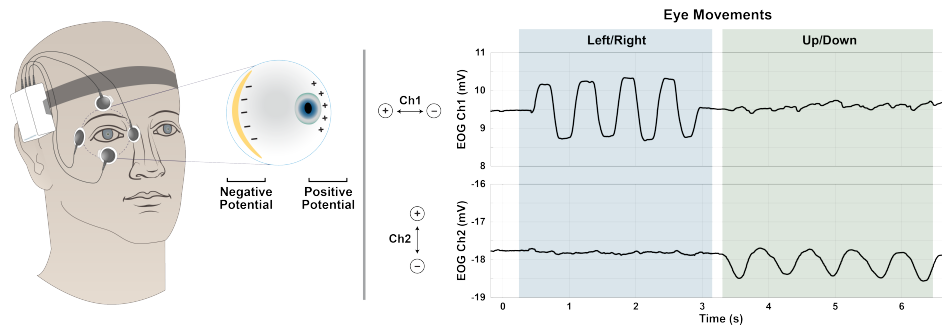 Eye Movements
Left/Right
Up/Down
Negative
Potential
Positive
Potential
+ Ch1 −
Ch2
+
−
EOG Ch1 (mV)
11
10
9
8
EOG Ch2 (mV)
-16
-17
-18
-19
0 1 2 3 4 5 6
Time (s)